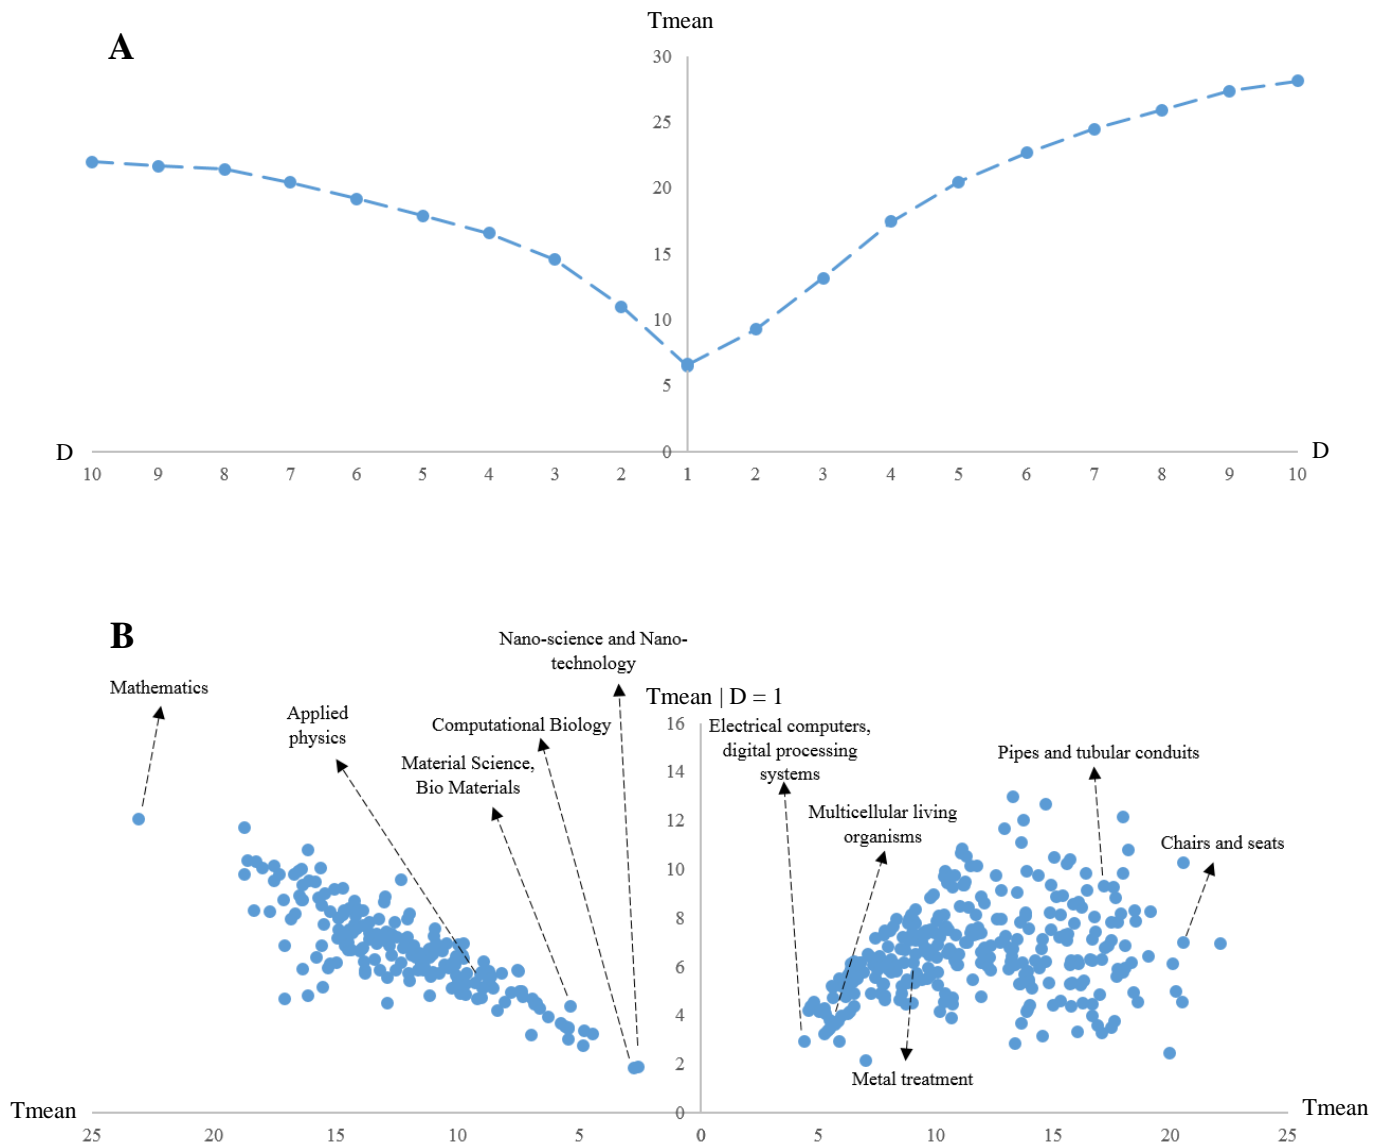 Tmean
A
30
25
20
15
10
5
0
D
D
10 9 8 7 6 5 4 3 2 1 2 3 4 5 6 7 8 9 10
B
Nano-science and Nano-
technology
Mathematics
Tmean | D = 1
Applied
physics
Computational Biology
Material Science,
Bio Materials
Electrical computers,
digital processing
systems
Pipes and tubular conduits
Multicellular living
organisms
Chairs and seats
Metal treatment
16
14
12
10
8
6
4
2
0
Tmean
Tmean
25 20 15 10 5 0 5 10 15 20 25